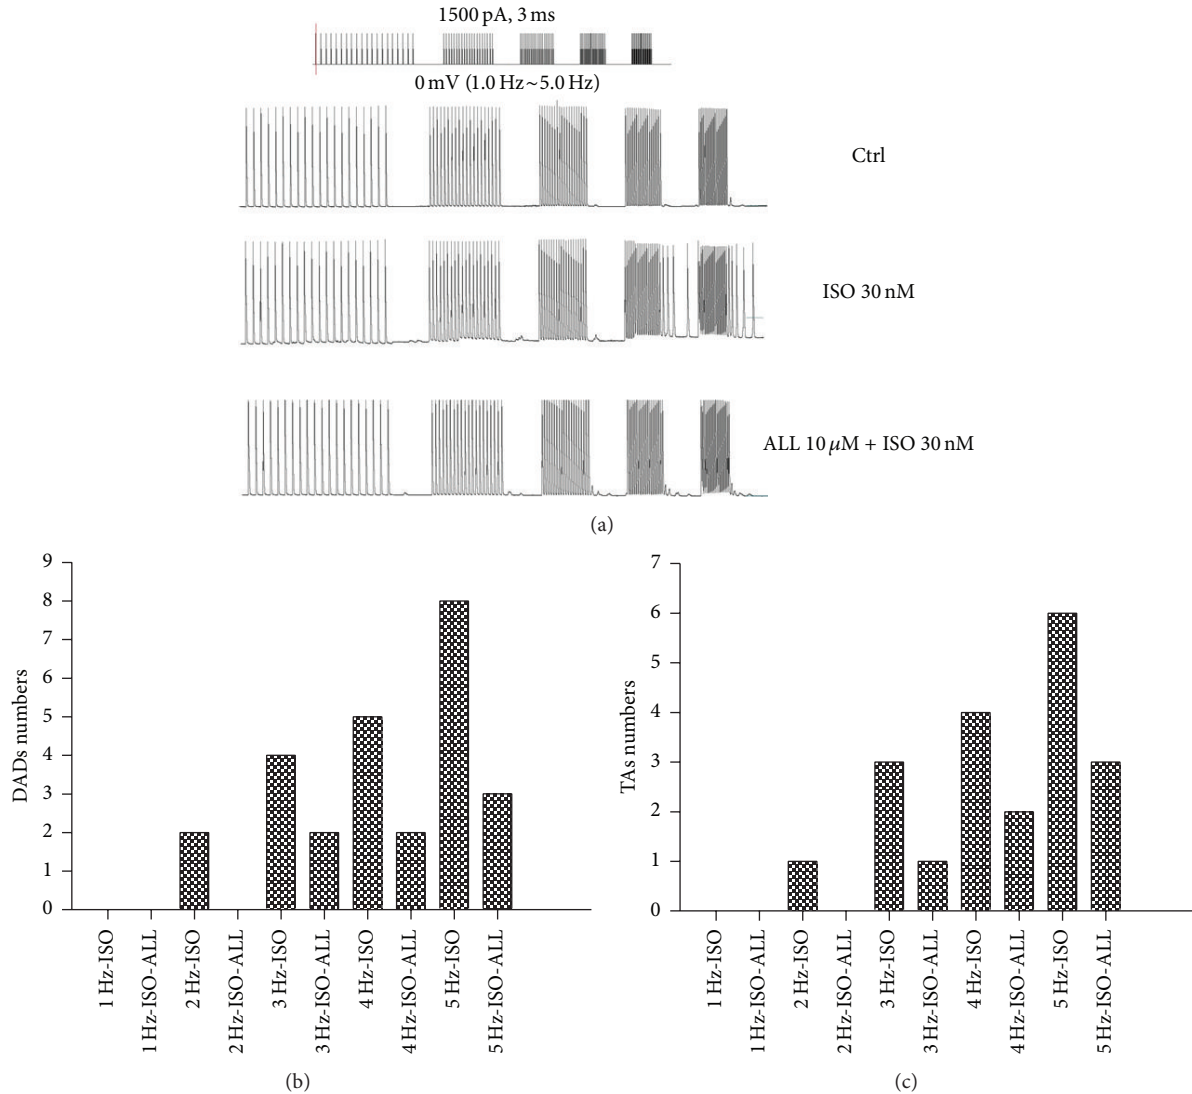 1500 pA, 3 ms
0 mV (1.0 Hz~5.0 Hz)
Ctrl
ISO 30 nM
ALL 10 μM + ISO 30 nM
(a)
9
8
7
6
5
4
3
2
1
0
DADs numbers
1 Hz-ISO
1 Hz-ISO-ALL
2 Hz-ISO
2 Hz-ISO-ALL
3 Hz-ISO
3 Hz-ISO-ALL
4 Hz-ISO
4 Hz-ISO-ALL
5 Hz-ISO
5 Hz-ISO-ALL
(b)
7
6
5
4
3
2
1
0
TAs numbers
1 Hz-ISO
1 Hz-ISO-ALL
2 Hz-ISO
2 Hz-ISO-ALL
3 Hz-ISO
3 Hz-ISO-ALL
4 Hz-ISO
4 Hz-ISO-ALL
5 Hz-ISO
5 Hz-ISO-ALL
(c)